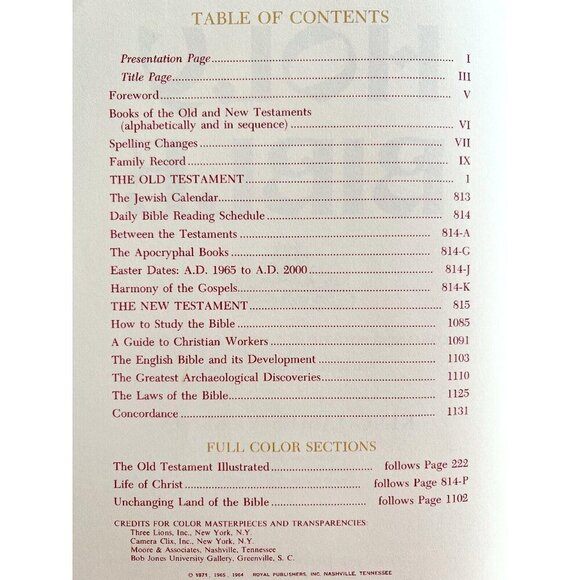 TABLE OF CONTENTS
Presentation Page I
Title Page III
Foreword V
Books of the Old and New Testaments
(alphabetically and in sequence) VI
Spelling Changes VII
Family Record IX
THE OLD TESTAMENT I
The Jewish Calendar 813
Daily Bible Reading Schedule 814
Between the Testaments 814-A
The Apocryphal Books 814-G
Easter Dates: A.D. 1965 to A.D. 2000 814-J
Harmony of the Gospels 814-K
THE NEW TESTAMENT 815
How to Study the Bible 1085
A Guide to Christian Workers 1091
The English Bible and its Development 1103
The Greatest Archaeological Discoveries 1110
The Laws of the Bible 1125
Concordance 1131
FULL COLOR SECTIONS
The Old Testament Illustrated follows Page 222
Life of Christ follows Page 814-P
Unchanging Land of the Bible follows Page 1102
CREDITS FOR COLOR MASTERPIECES AND TRANSPARENCIES:
Three Lions, Inc., New York, N.Y.
Camera Clix, Inc., New York, N.Y.
Moore & Associates, Nashville, Tennessee
Bob Jones University Gallery, Greenville, S. C.
© 1971, 1965, 1964 ROYAL PUBLISHERS, INC. NASHVILLE, TENNESSEE